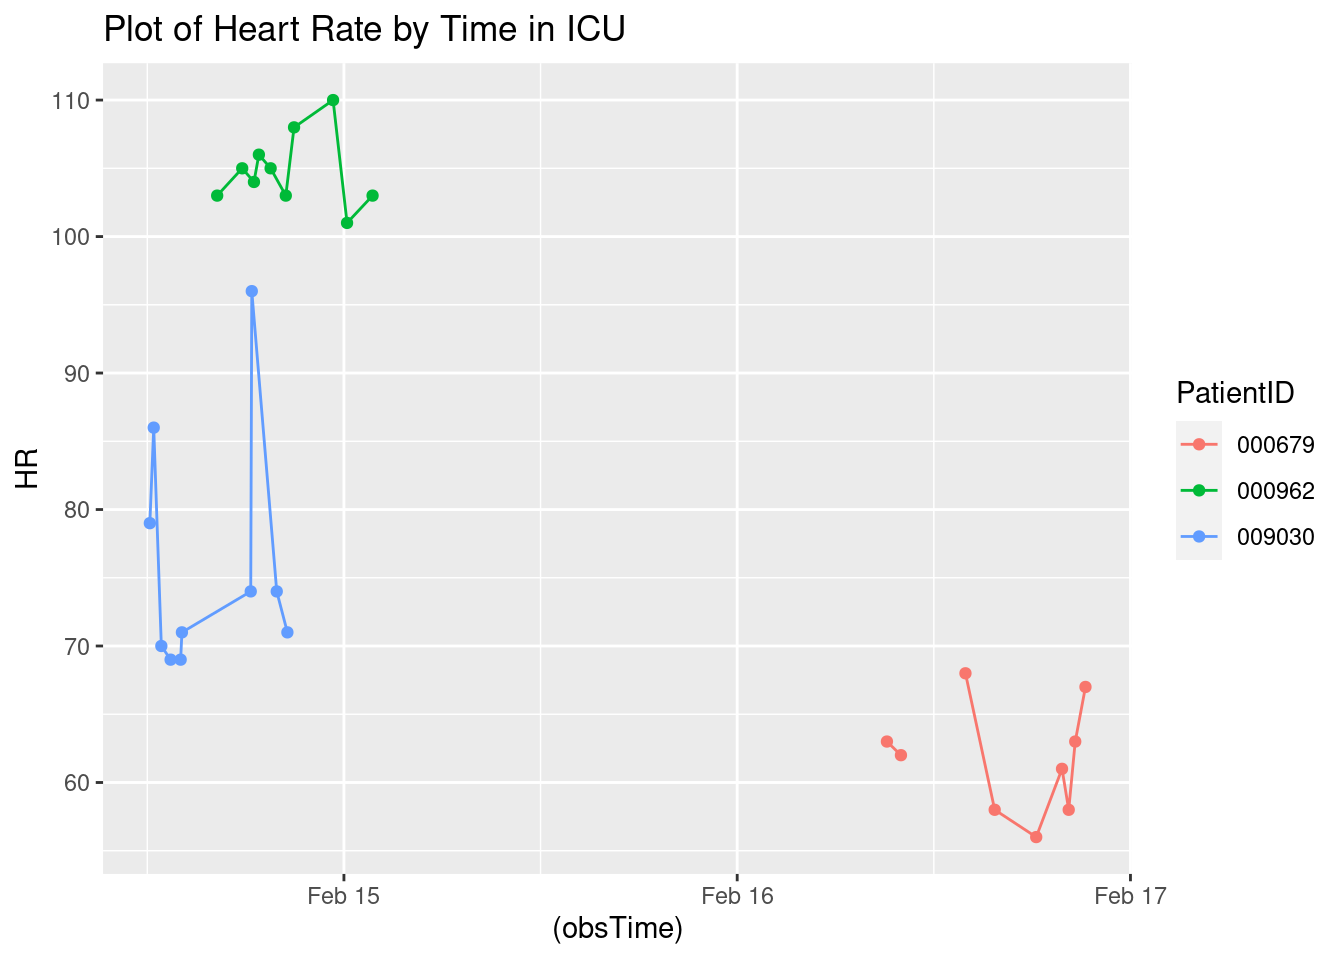 Plot of Heart Rate by Time in ICU
110
100
90
80
70
60
HR
Feb 15
Feb 16
Feb 17
(obsTime)
PatientID
000679
000962
009030